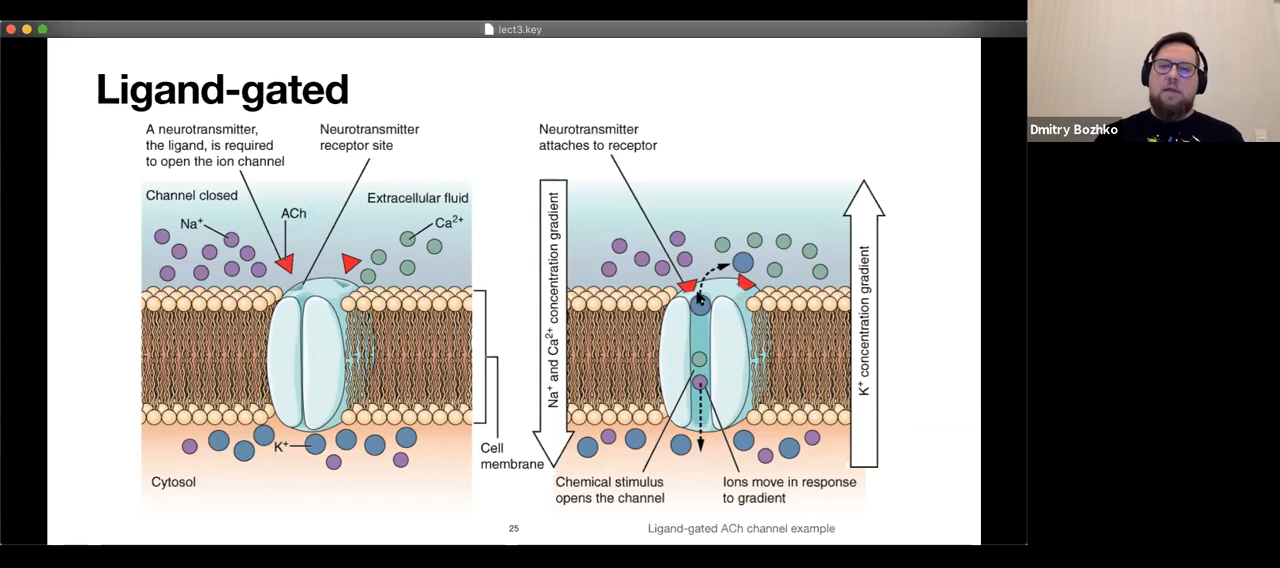 lect3.key
Ligand-gated
A neurotransmitter,
the ligand, is required
to open the ion channel
Neurotransmitter
receptor site
Neurotransmitter
attaches to receptor
Channel closed
Extracellular fluid
Na⁺
ACh
Ca²⁺
K⁺
Cell
membrane
Cytosol
Na⁺ and Ca²⁺ concentration gradient
K⁺ concentration gradient
Chemical stimulus
opens the channel
Ions move in response
to gradient
25
Ligand-gated ACh channel example
Dmitry Bozhko